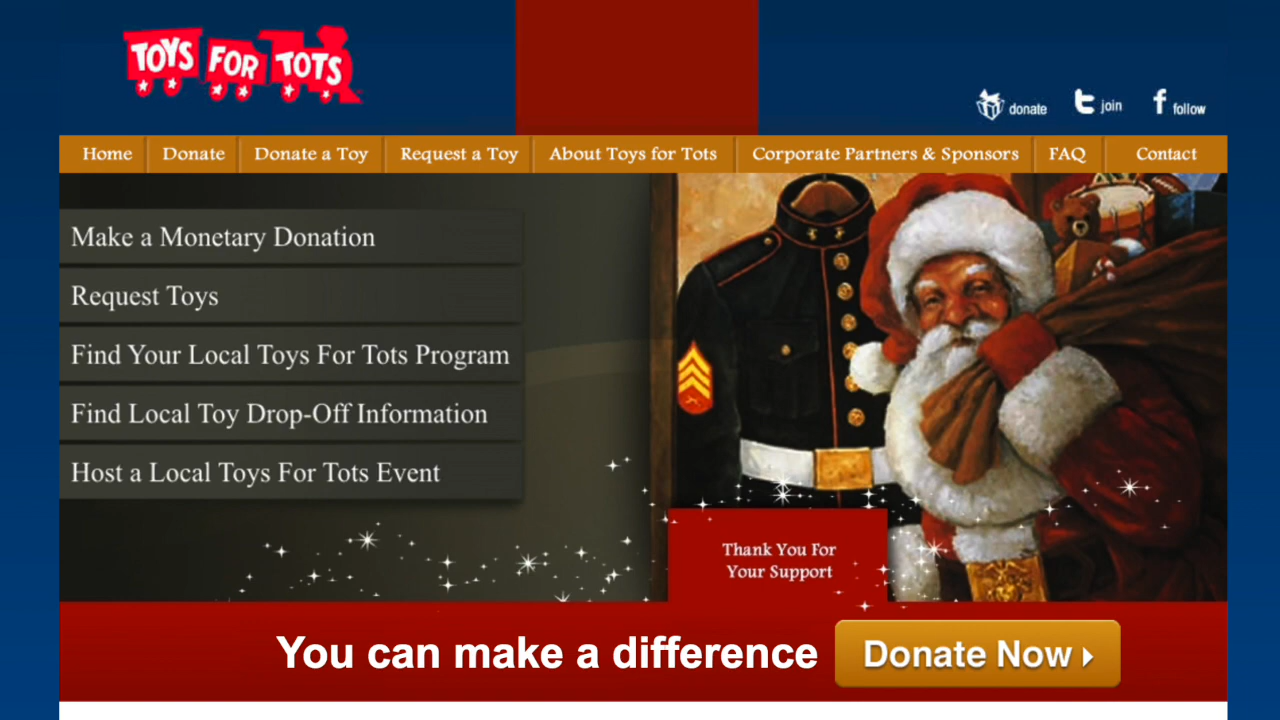 TOYS FOR TOTS
donate
join
follow
Home
Donate
Donate a Toy
Request a Toy
About Toys for Tots
Corporate Partners & Sponsors
FAQ
Contact
Make a Monetary Donation
Request Toys
Find Your Local Toys For Tots Program
Find Local Toy Drop-Off Information
Host a Local Toys For Tots Event
Thank You For
Your Support
You can make a difference
Donate Now